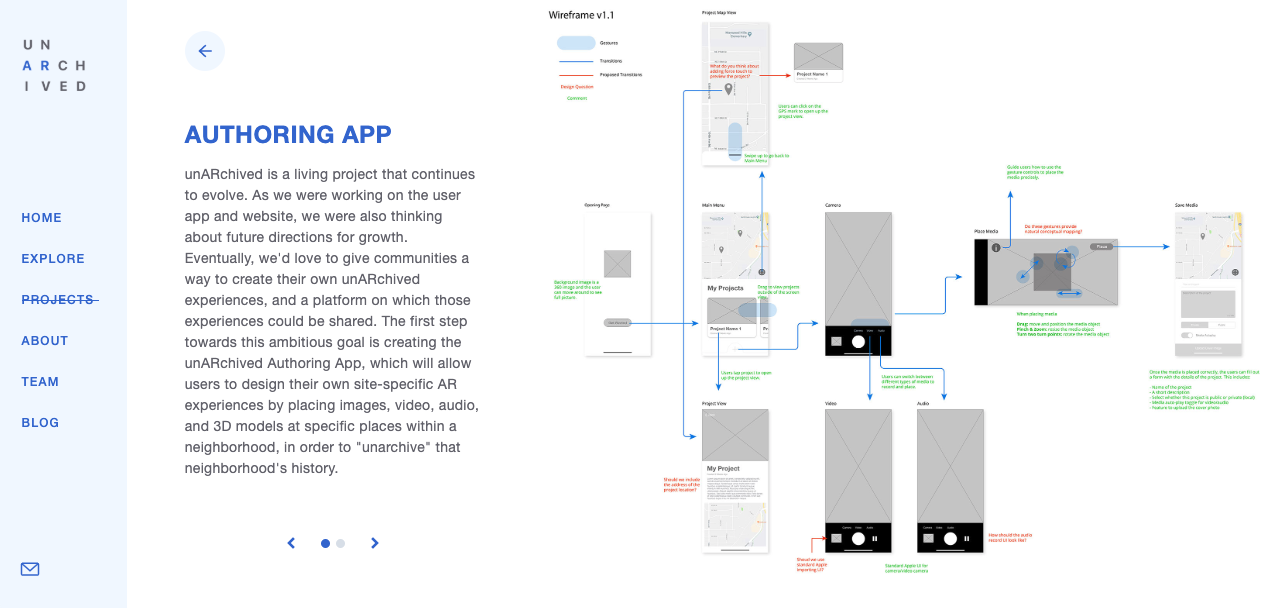 UN
ARCH
IVED
HOME
EXPLORE
PROJECTS
ABOUT
TEAM
BLOG
AUTHORING APP
unARchived is a living project that continues
to evolve. As we were working on the user
app and website, we were also thinking
about future directions for growth.
Eventually, we'd love to give communities a
way to create their own unARchived
experiences, and a platform on which those
experiences could be shared. The first step
towards this ambitious goal is creating the
unARchived Authoring App, which will allow
users to design their own site-specific AR
experiences by placing images, video, audio,
and 3D models at specific places within a
neighborhood, in order to "unarchive" that
neighborhood's history.
Wireframe v1.1
Gesture
Transitions
Proposed Transitions
Design Question
Comment
Project Map View
What do you think about
adding force touch to
preview the project?
Project Name 1
Users can click on the
GPS mark to open up the
project view.
Swipe up to go back to
Main Menu
Opening Page
Background image is a
360 image and the user
can move around to see
full picture.
Main Menu
My Projects
Project Name 1
Drag to view projects
outside of the screen
Users tap project to open
up the project view.
Camera
Users can switch between
different types of media to
record and place.
Guide users how to use the
gesture controls to place the
media precisely.
Do these gestures provide
natural conceptual mapping?
Place Media
Place
When placing media
Drag: move and position the media object
Pinch & Zoom: resize the media object
Turn two turn points: rotate the media object
Save Media
Once the media is placed correctly, the users can fill out
a form with the details of the project. This includes:
- Name of the project
- A short description
- Select whether this project is public or private (local)
- Media auto-play toggle for video/audio
- Feature to upload the cover photo
Project View
My Project
Should we include
the address of the
project location?
Video
Camera Video Audio
Shoud we use
standard Apple
importing UI?
Standard Apple UI for
camera/video camera
Audio
Camera Video Audio
How should the audio
record UI look like?